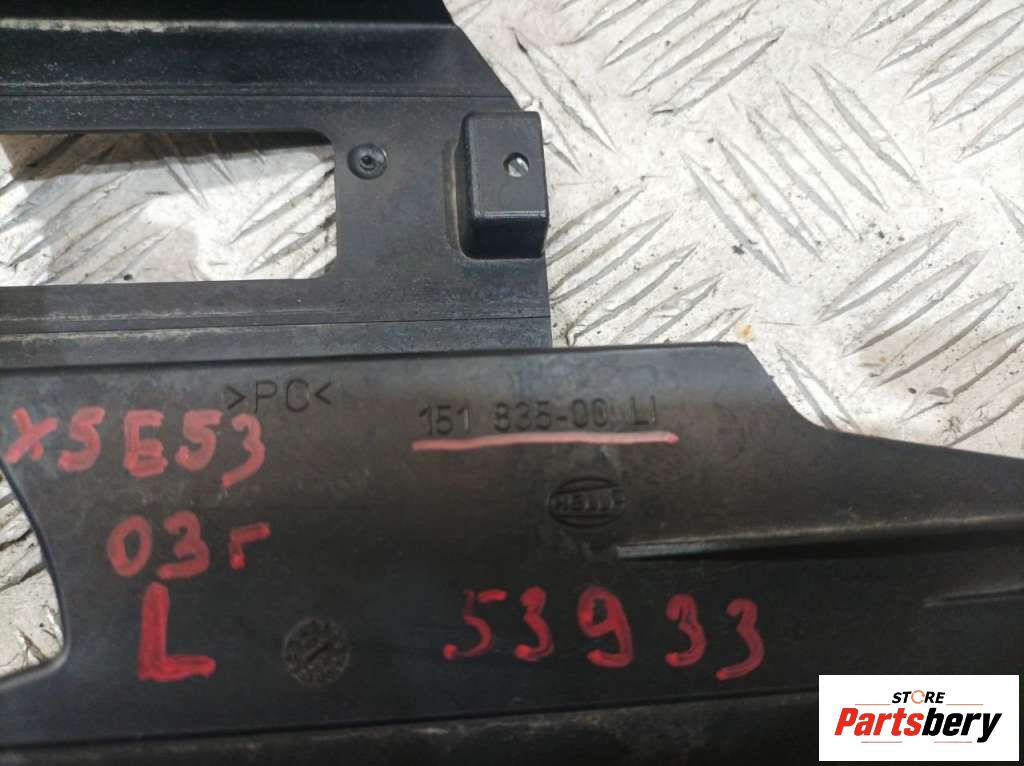 >PC<
151 835-00 LI
HELLA
X5E53
03г
L
53933
STORE
Partsbery